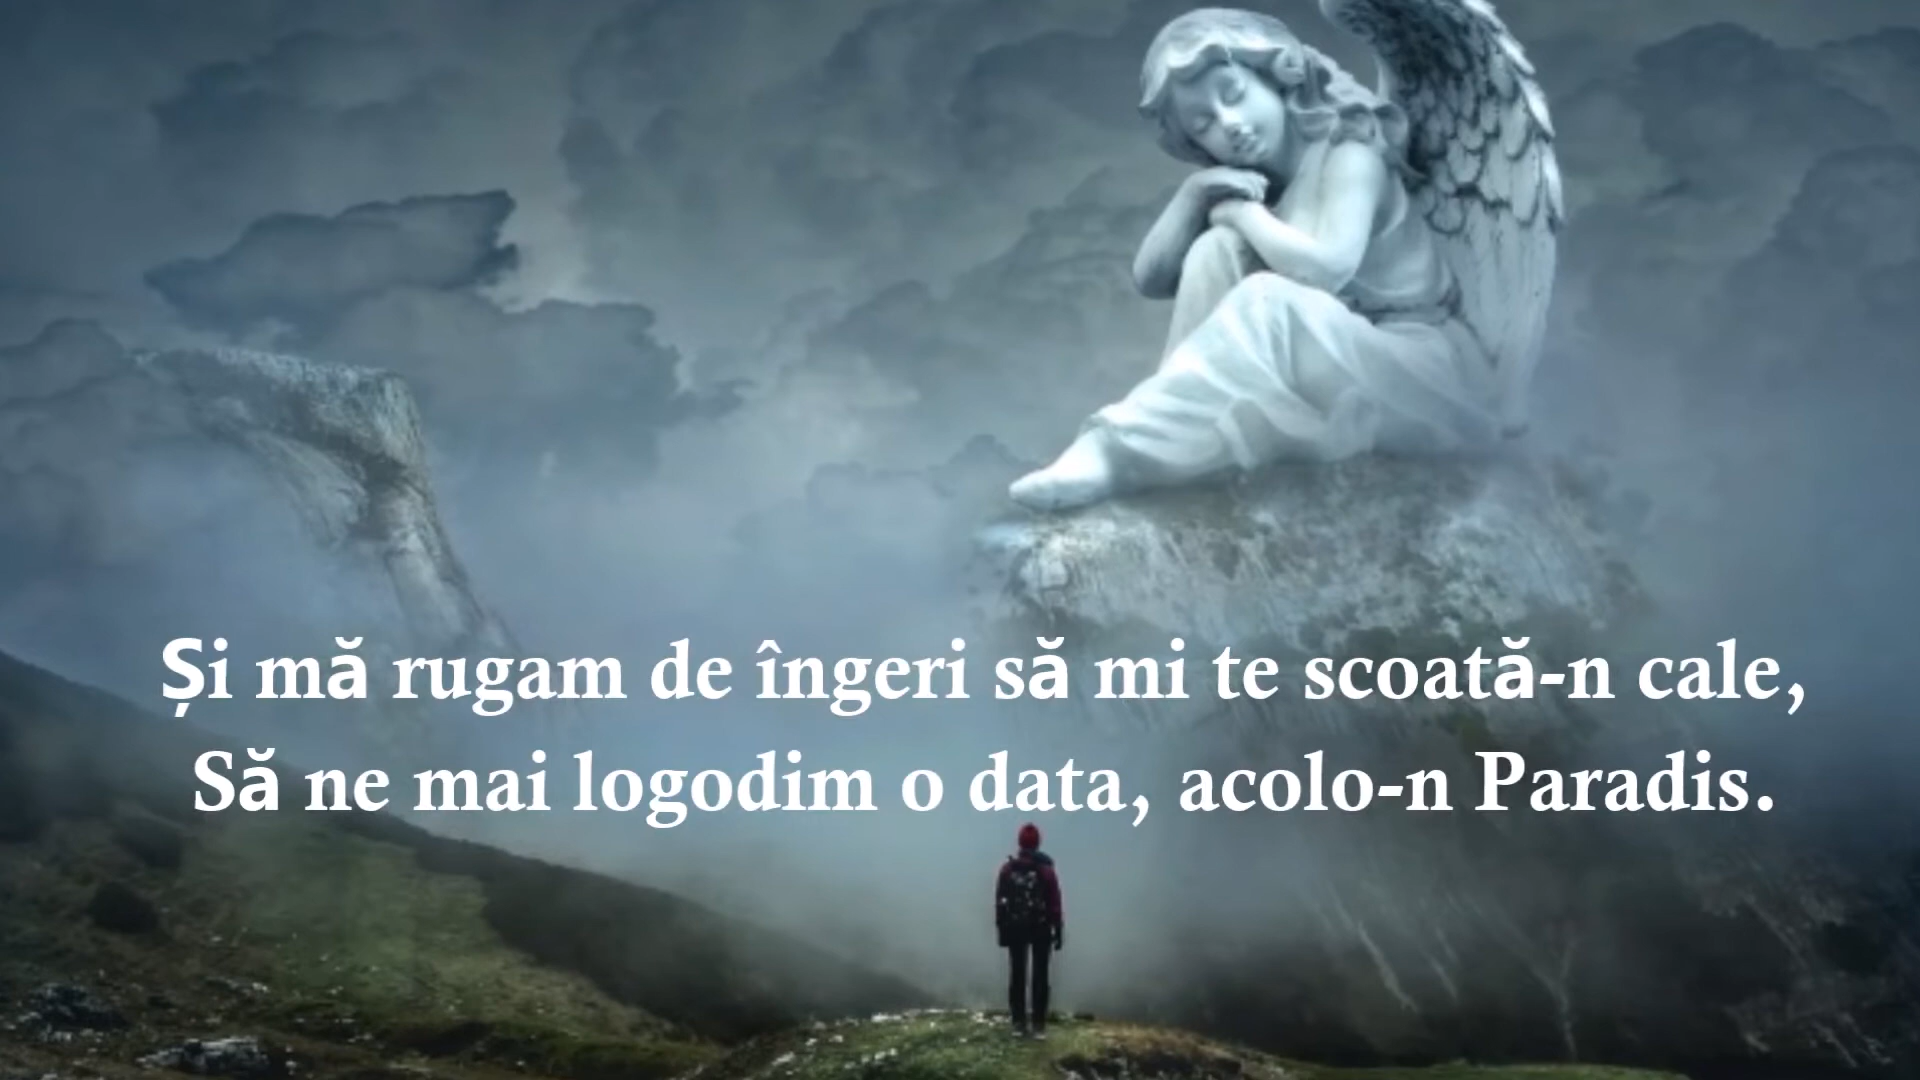 Și mă rugam de îngeri să mi te scoată-n cale,
Să ne mai logodim o data, acolo-n Paradis.